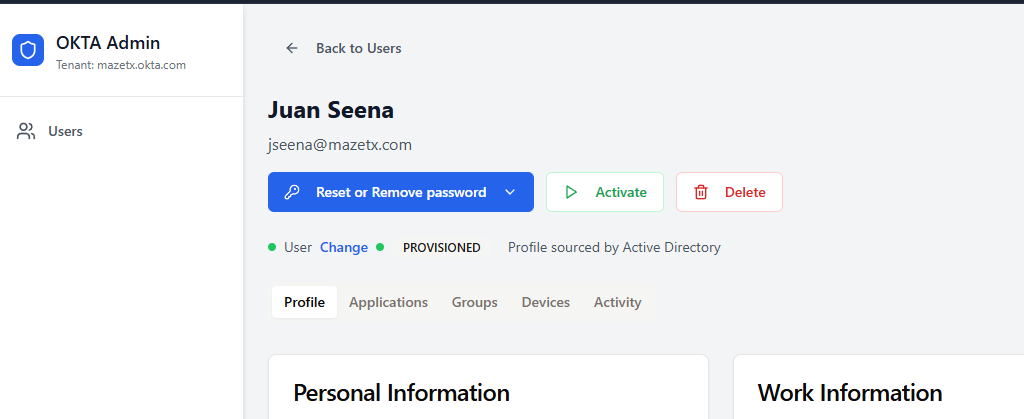 OKTA Admin
Tenant: mazetx.okta.com
Users
Back to Users
Juan Seena
jseena@mazetx.com
Reset or Remove password
Activate
Delete
User Change PROVISIONED Profile sourced by Active Directory
Profile Applications Groups Devices Activity
Personal Information
Work Information